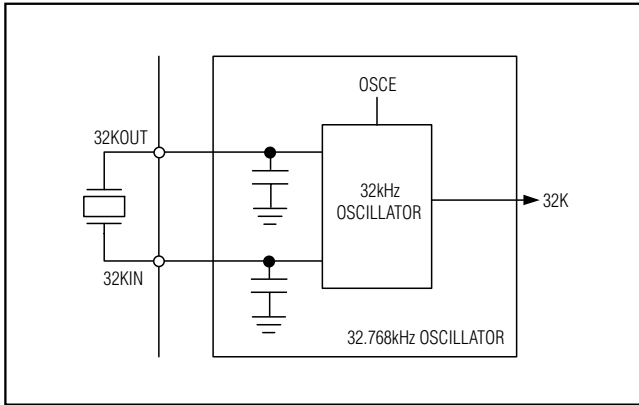 OSCE
32KOUT
32kHz
OSCILLATOR
32K
32KIN
32.768kHz OSCILLATOR